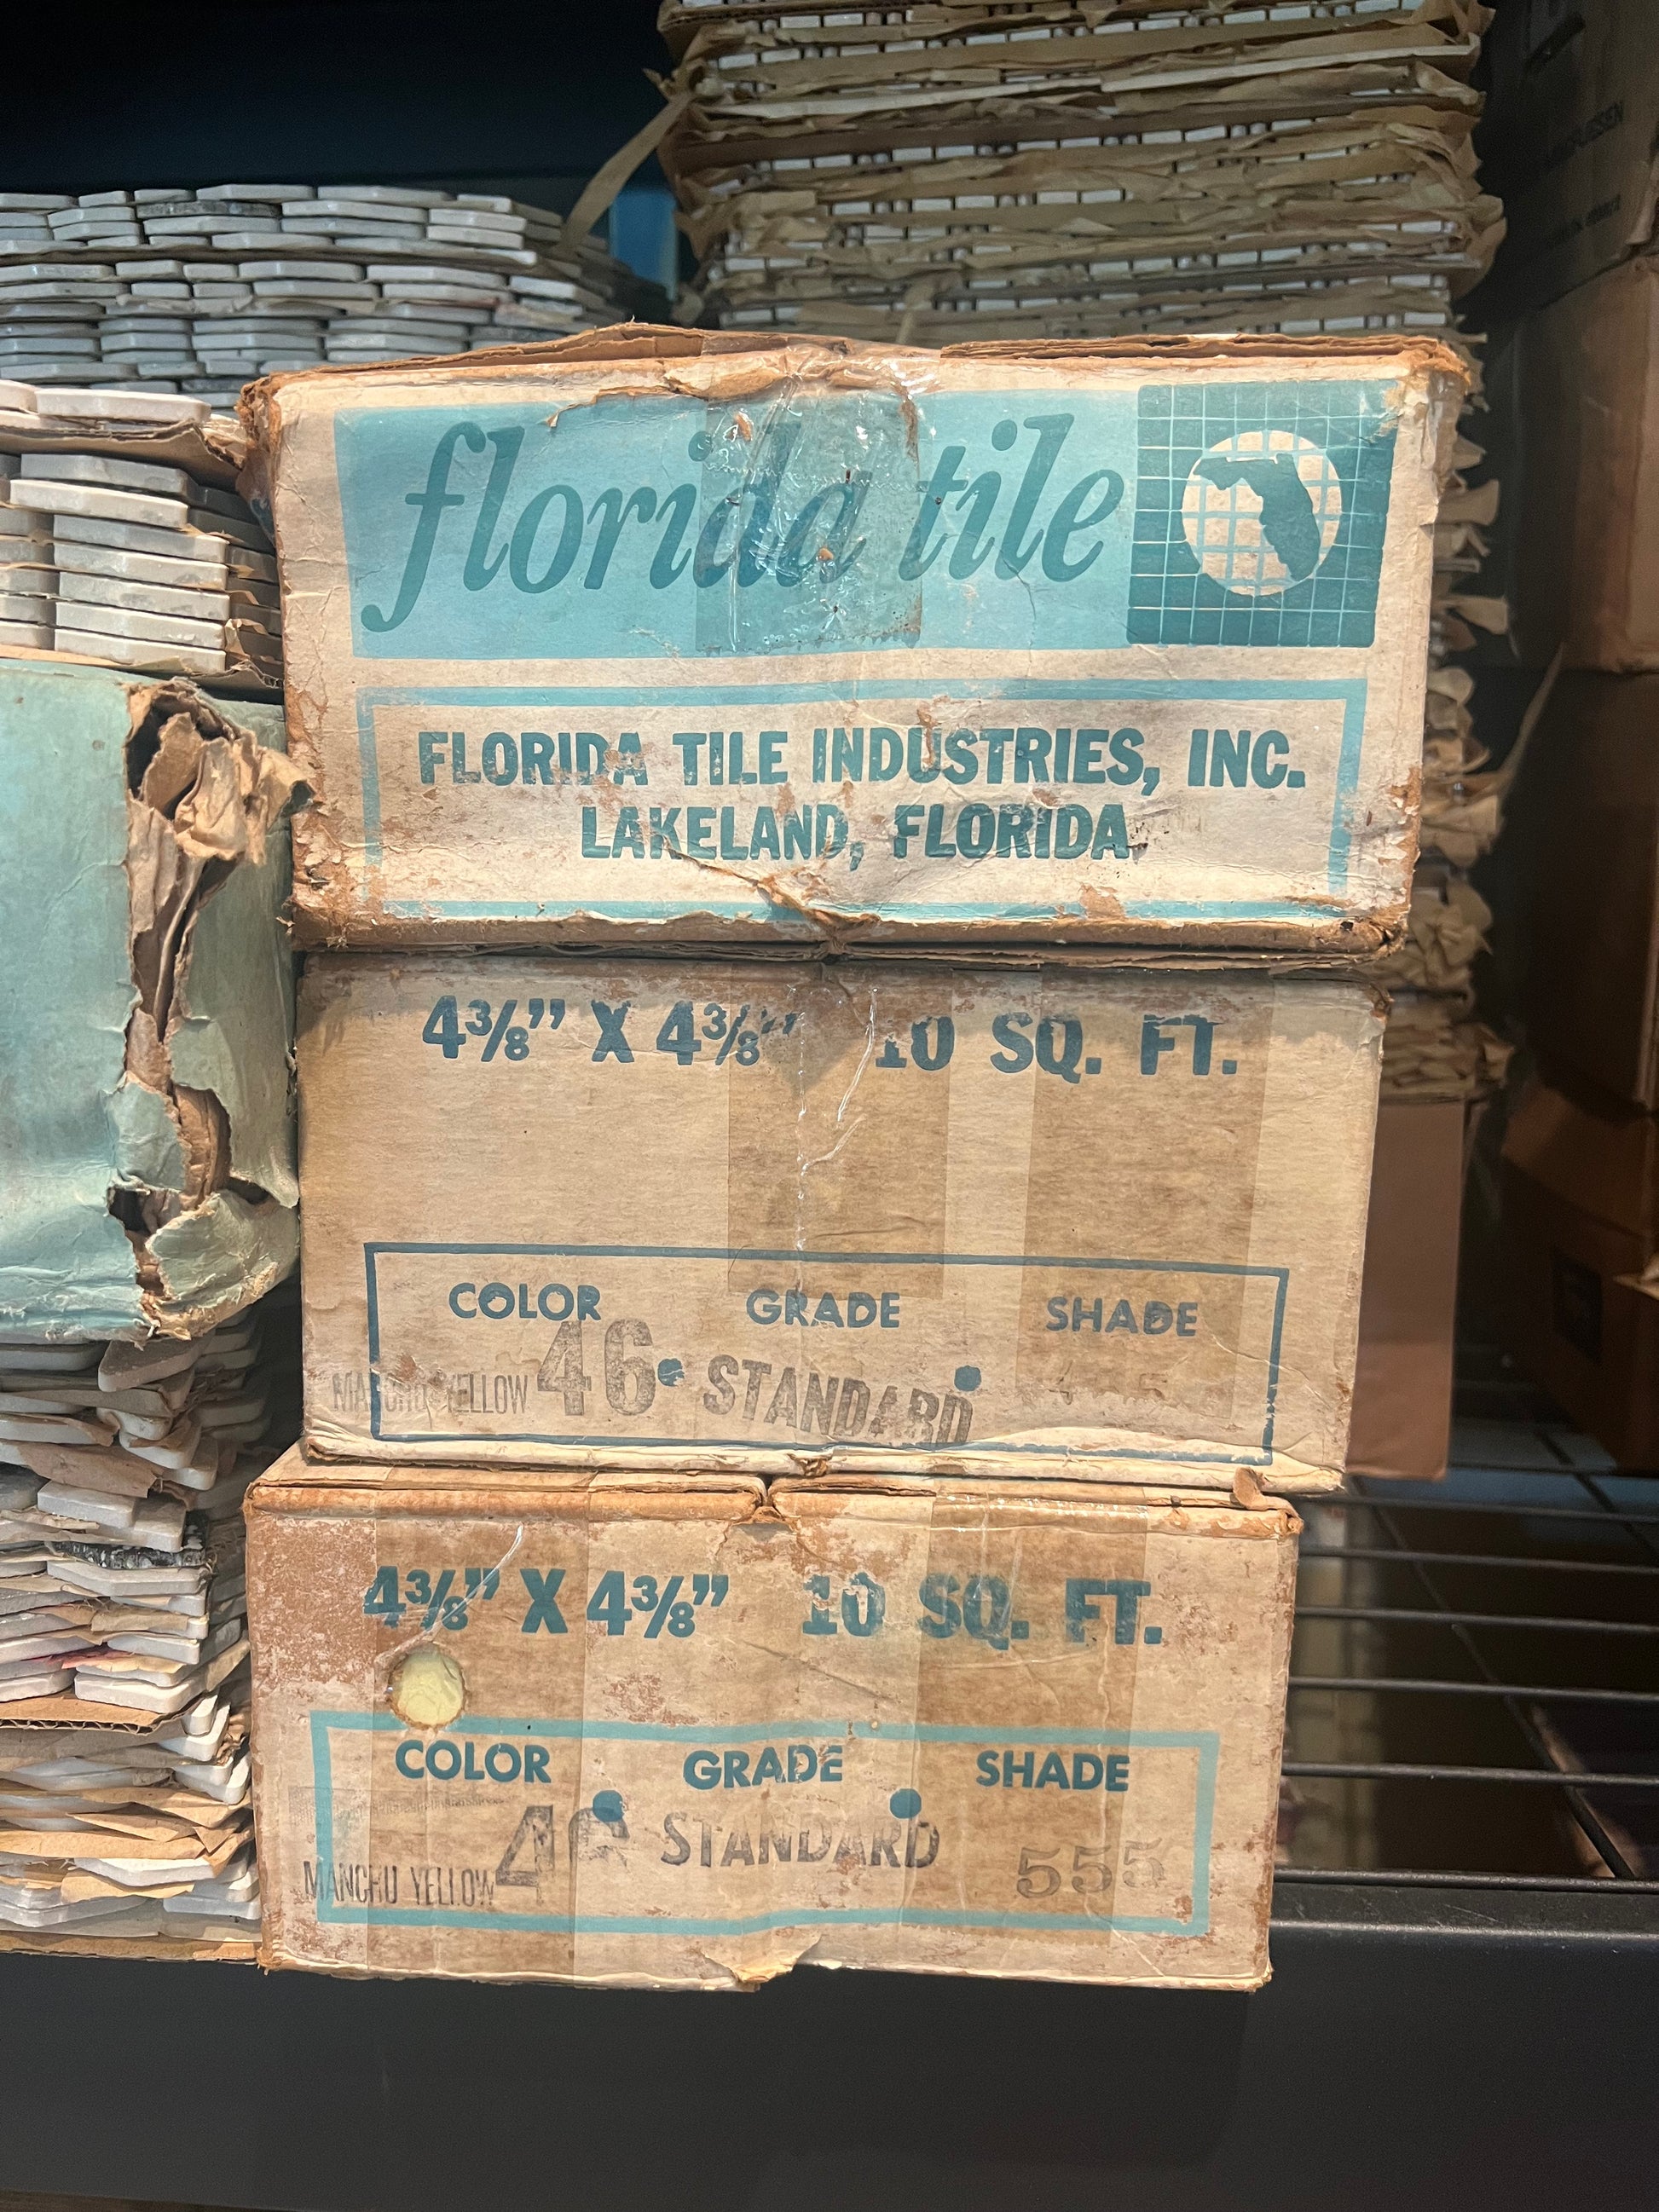 florida tile
FLORIDA TILE INDUSTRIES, INC.
LAKELAND, FLORIDA
4⅜" X 4⅜" 10 SQ. FT.
COLOR GRADE SHADE
MANCHU YELLOW 46 STANDARD
4⅜" X 4⅜" 10 SQ. FT.
COLOR GRADE SHADE
MANCHU YELLOW 46 STANDARD 555